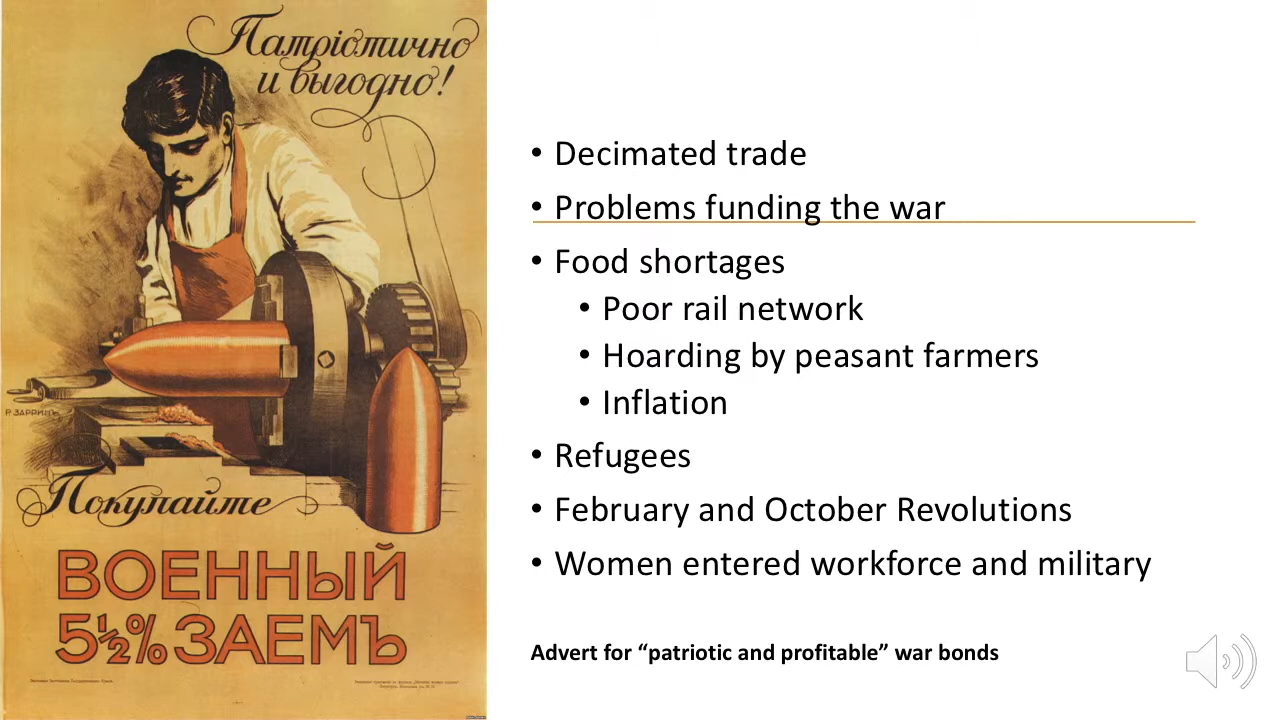 Патріотично
и выгодно!
Р. ЗАРРИНЪ
Покупайте
ВОЕННЫЙ
5½% ЗАЕМЪ
• Decimated trade
• Problems funding the war
• Food shortages
• Poor rail network
• Hoarding by peasant farmers
• Inflation
• Refugees
• February and October Revolutions
• Women entered workforce and military
Advert for “patriotic and profitable” war bonds